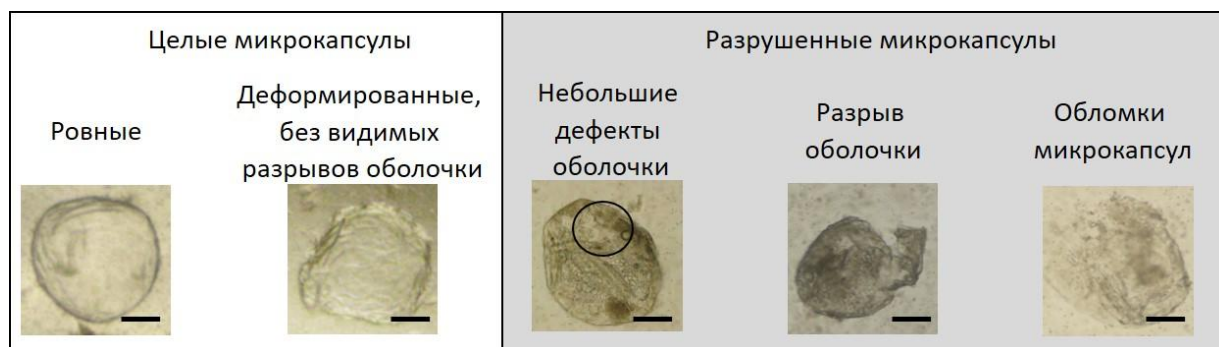 Целые микрокапсулы
Разрушенные микрокапсулы
Ровные
Деформированные,
без видимых
разрывов оболочки
Небольшие
дефекты
оболочки
Разрыв
оболочки
Обломки
микрокапсул